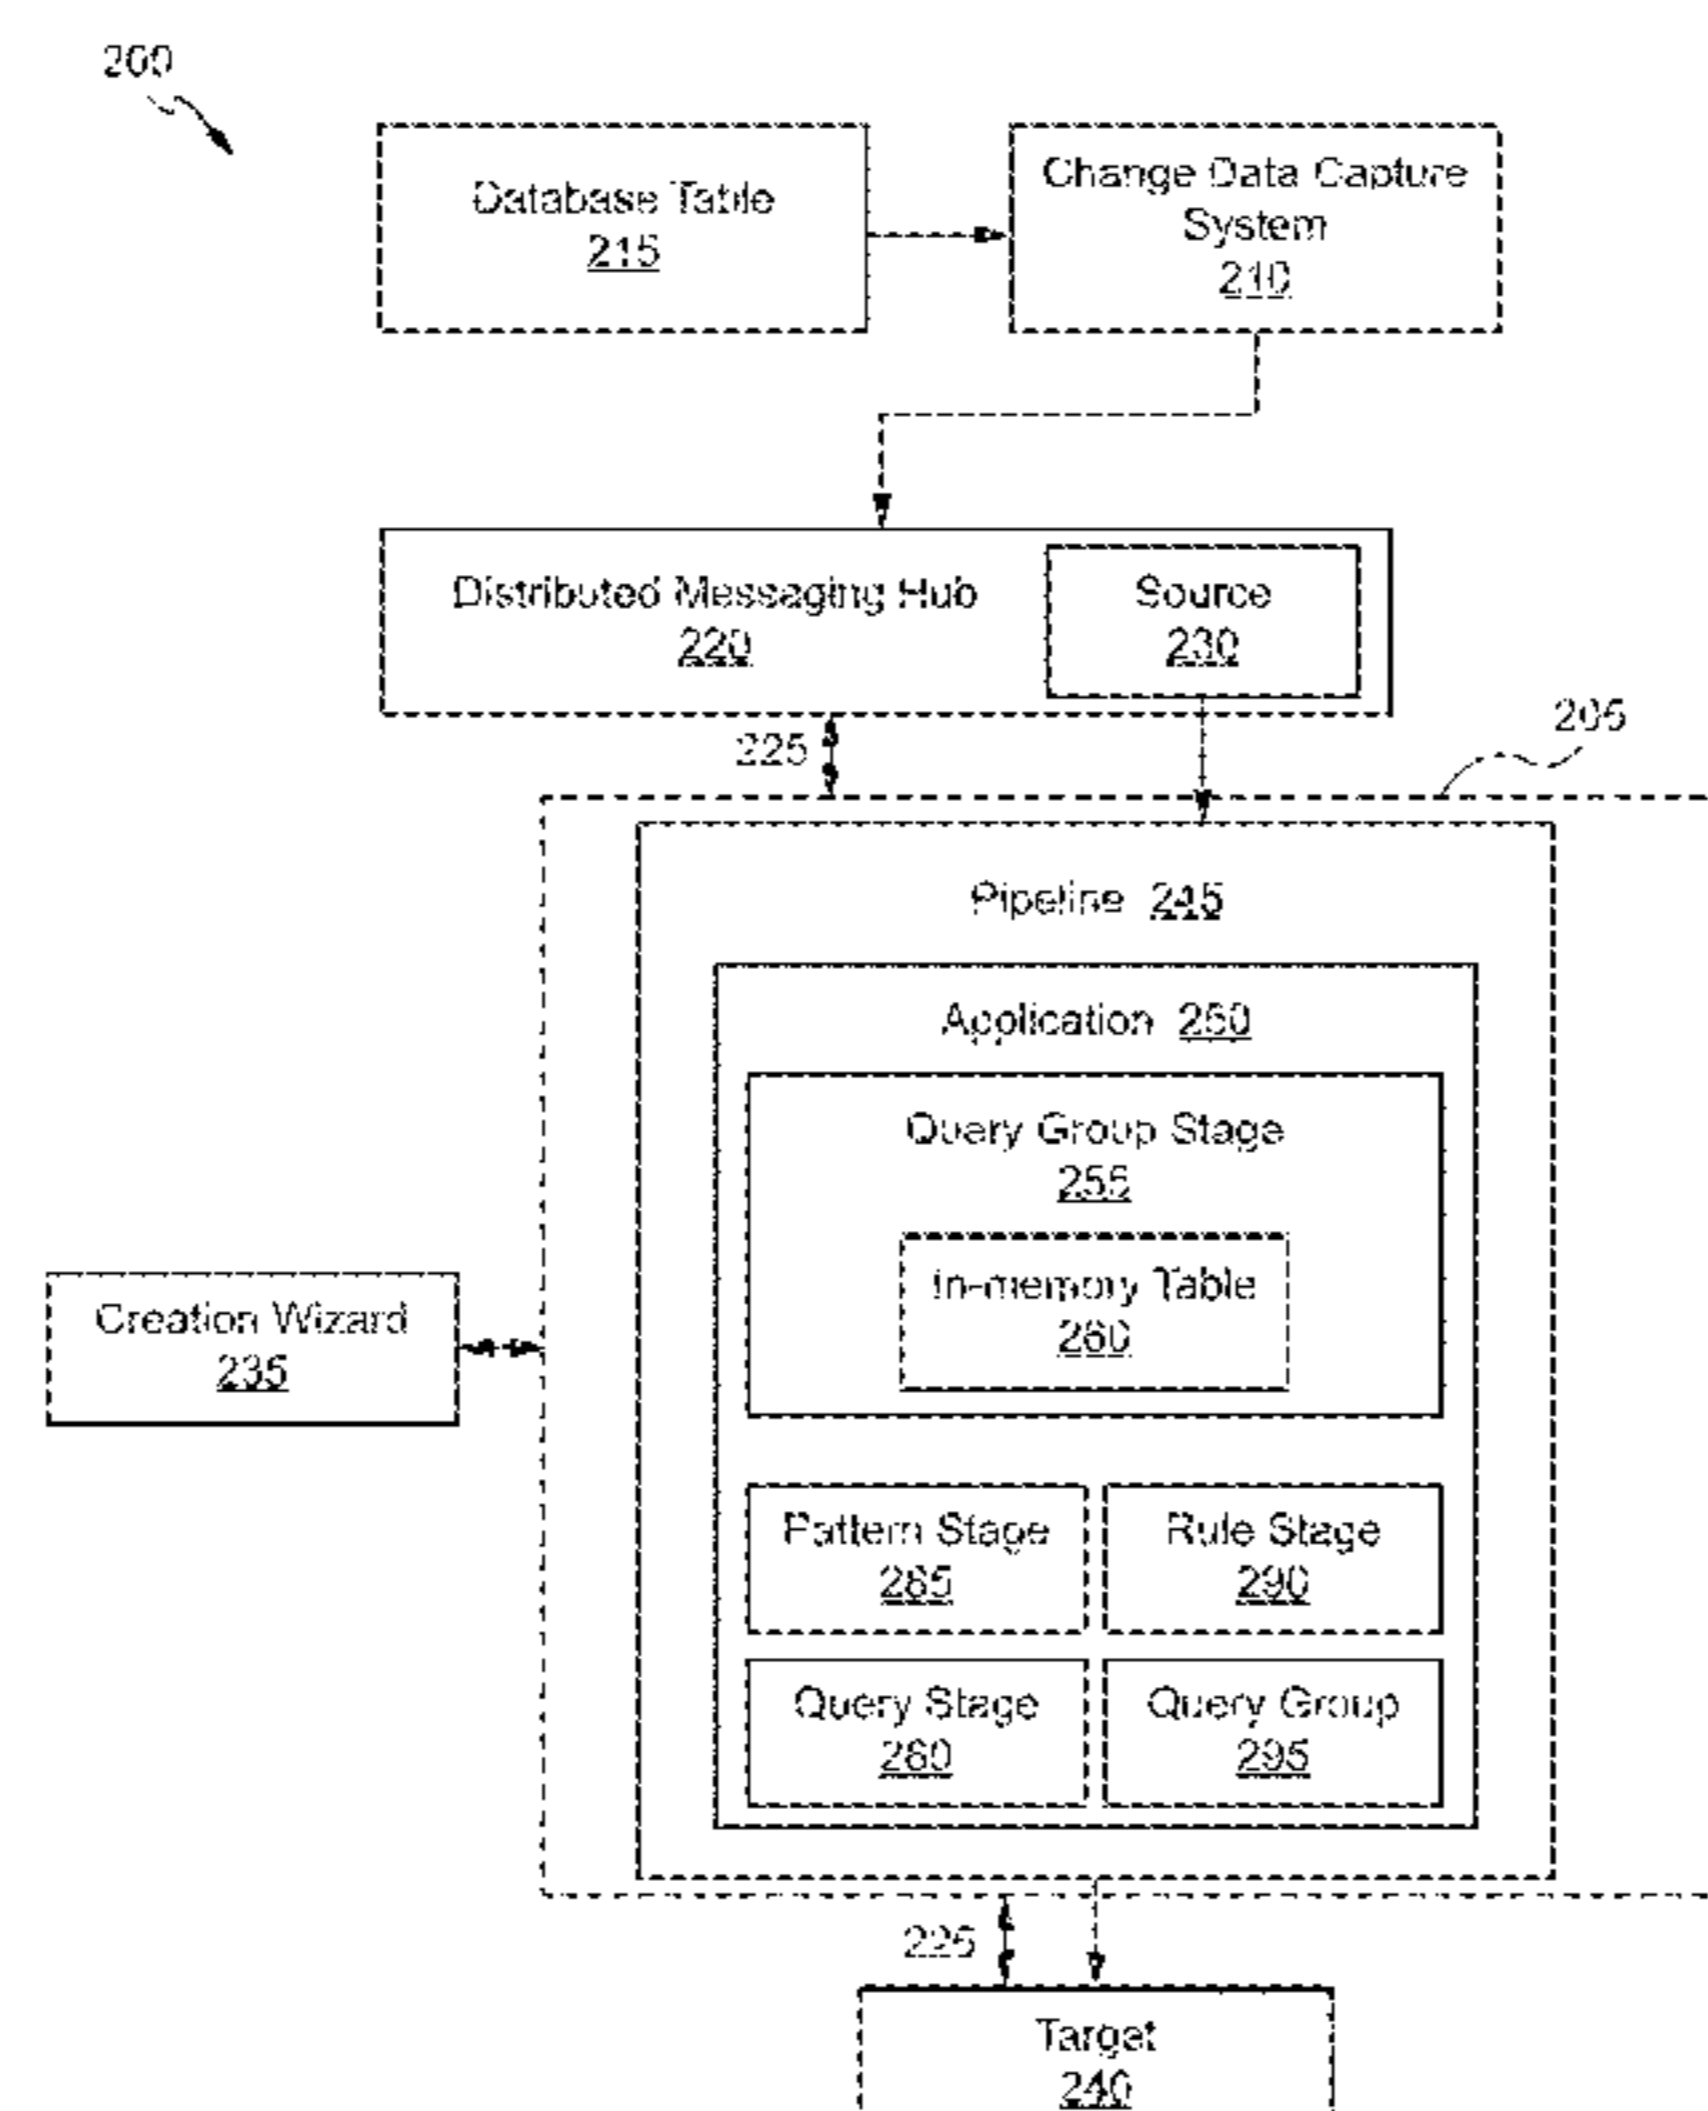 200
Database Table
215
Change Data Capture
System
210
Distributed Messaging Hub
220
Source
230
225
205
Pipeline 245
Application 250
Query Group Stage
255
In-memory Table
260
Creation Wizard
235
Pattern Stage
285
Rule Stage
290
Query Stage
280
Query Group
295
225
Target
240